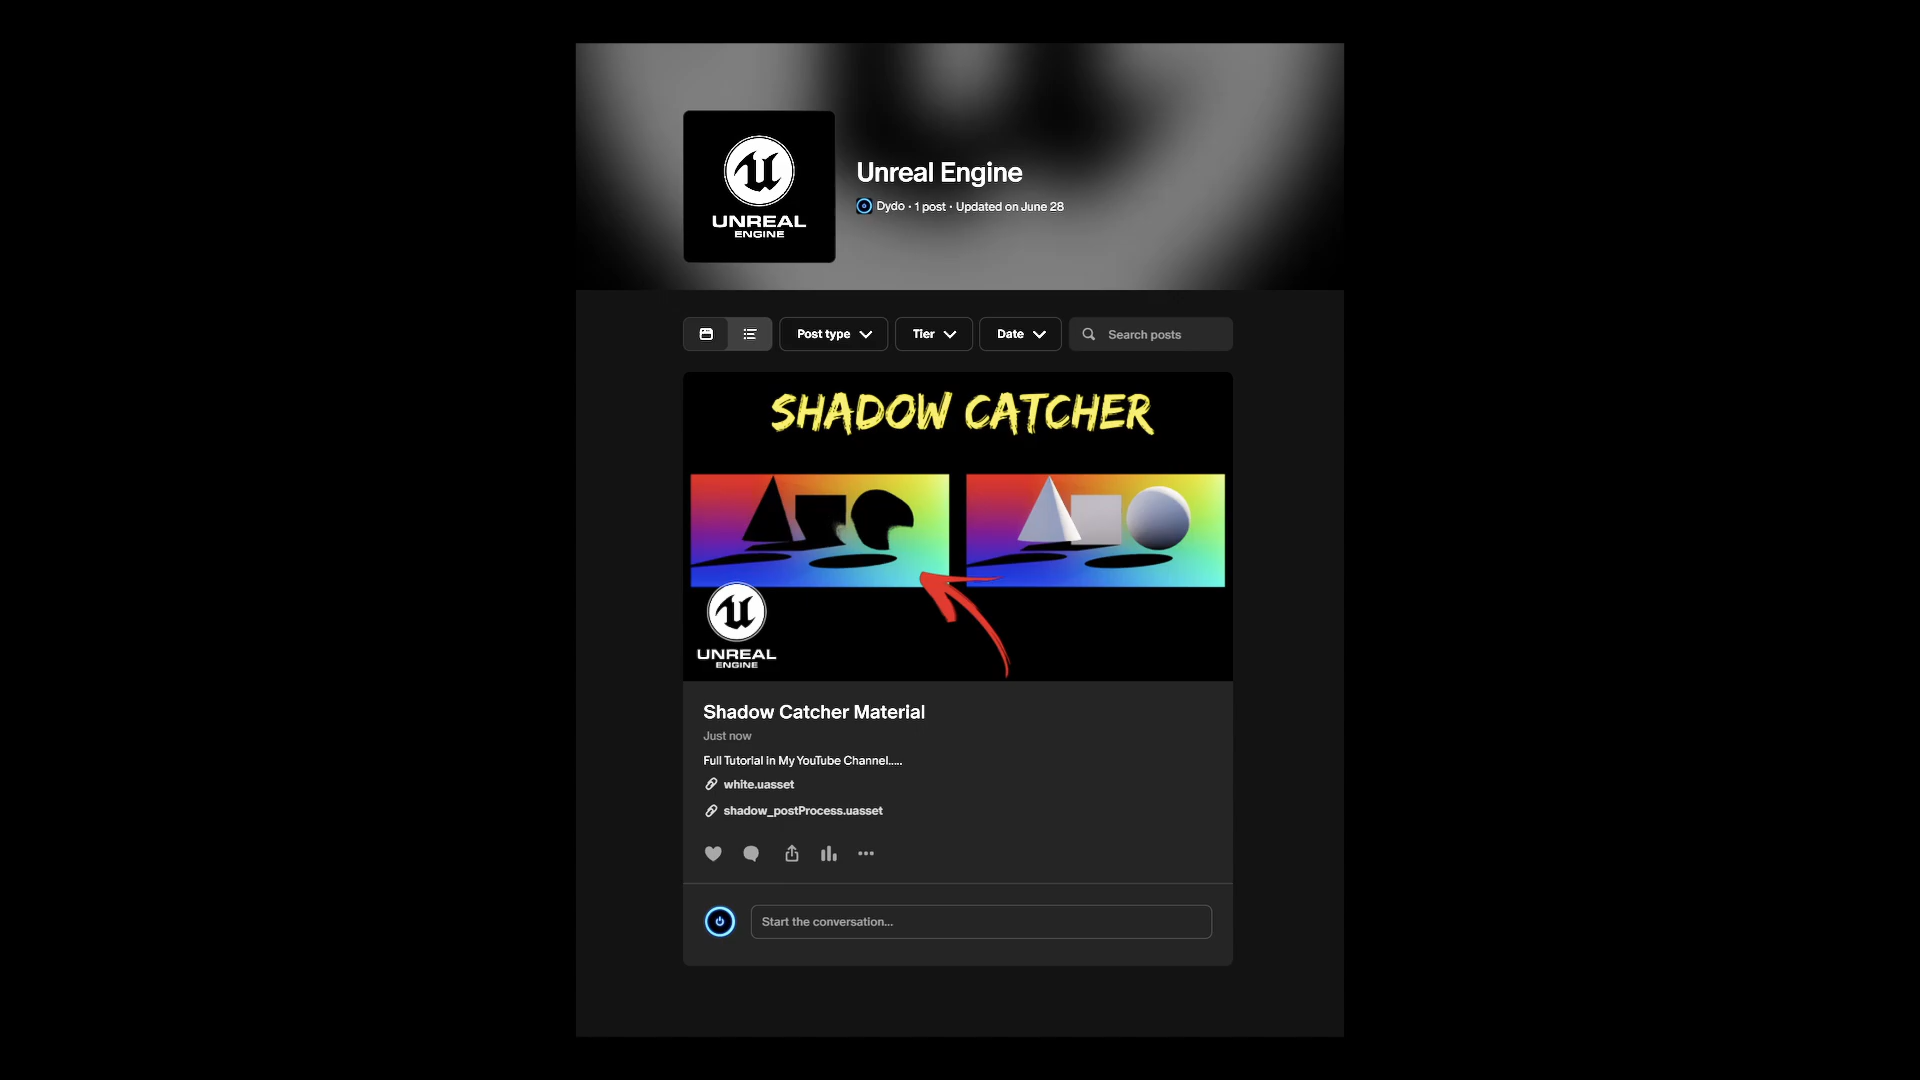 UNREAL
ENGINE
Unreal Engine
Dydo • 1 post • Updated on June 28
Post type
Tier
Date
Search posts
SHADOW CATCHER
UNREAL
ENGINE
Shadow Catcher Material
Just now
Full Tutorial in My YouTube Channel.....
white.uasset
shadow_postProcess.uasset
Start the conversation...